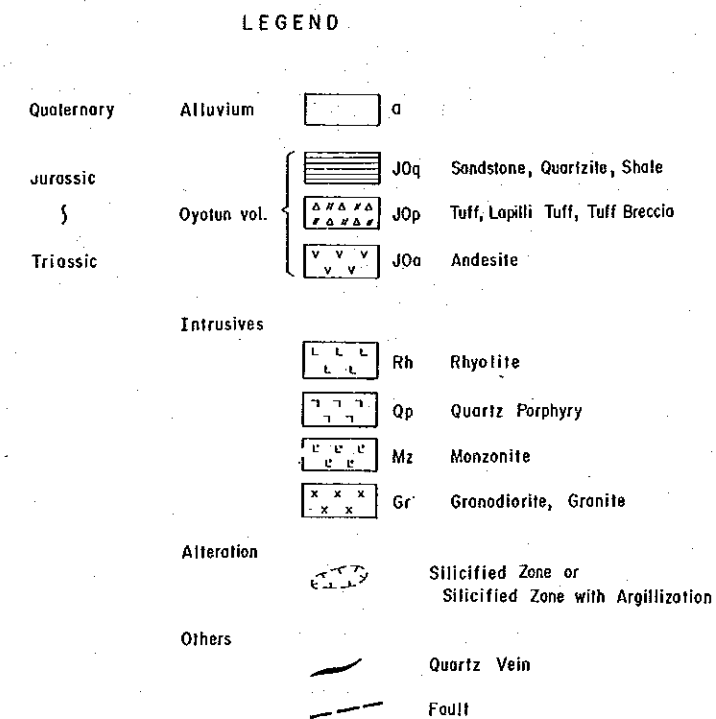 LEGEND
Quaternary Alluvium a
Jurassic JOq Sandstone, Quartzite, Shale
Oyotun vol. JOp Tuff, Lapilli Tuff, Tuff Breccia
Triassic JOa Andesite
Intrusives
Rh Rhyolite
Qp Quartz Porphyry
Mz Monzonite
Gr Granodiorite, Granite
Alteration
Silicified Zone or
Silicified Zone with Argillization
Others
Quartz Vein
Fault